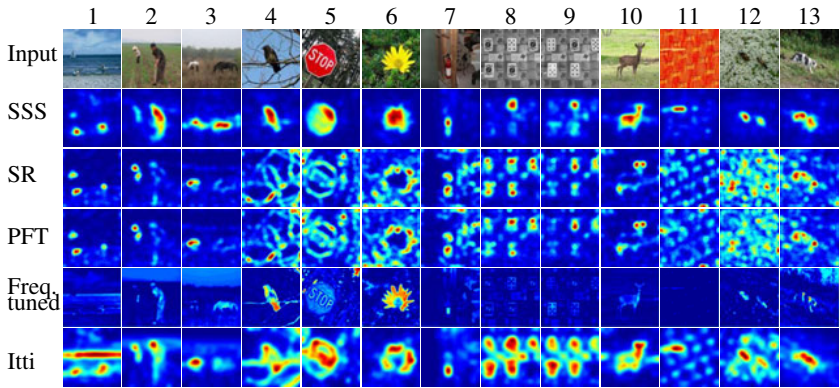 1 2 3 4 5 6 7 8 9 10 11 12 13
Input
STOP
SSS
SR
PFT
Freq.
tuned
STOP
Itti